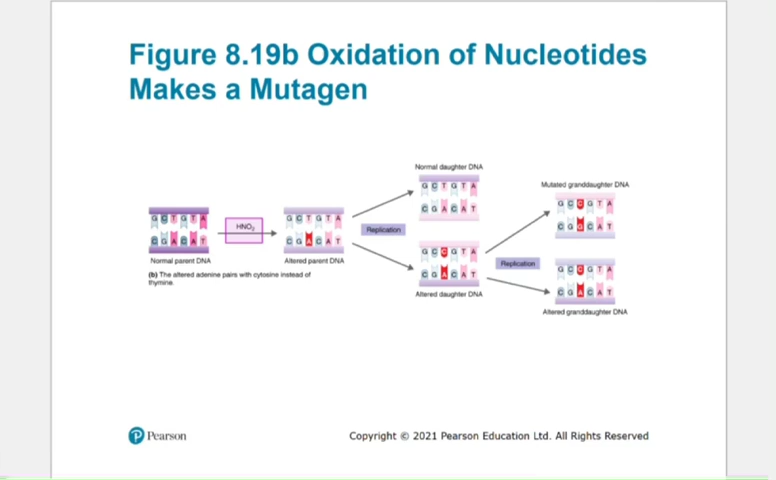 Figure 8.19b Oxidation of Nucleotides
Makes a Mutagen
Normal daughter DNA
G C T G T A
C G A C A T
Mutated granddaughter DNA
G C C G T A
C G G C A T
G C T G T A
C G A C A T
HNO₂
G C T G T A
C G A C A T
Replication
Normal parent DNA
Altered parent DNA
(b) The altered adenine pairs with cytosine instead of
thymine.
G C C G T A
C G A C A T
Altered daughter DNA
Replication
G C C G T A
C G A C A T
Altered granddaughter DNA
P Pearson
Copyright © 2021 Pearson Education Ltd. All Rights Reserved